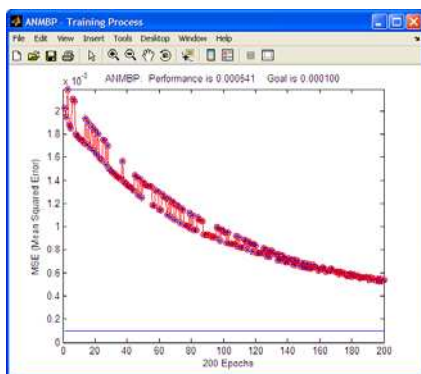 ANMBP - Training Process
File Edit View Insert Tools Desktop Window Help
x 10⁻³
ANMBP: Performance is 0.000541 Goal is 0.000100
2
1.8
1.6
1.4
1.2
1
0.8
0.6
0.4
0.2
0
MSE (Mean Squared Error)
0 20 40 60 80 100 120 140 160 180 200
200 Epochs